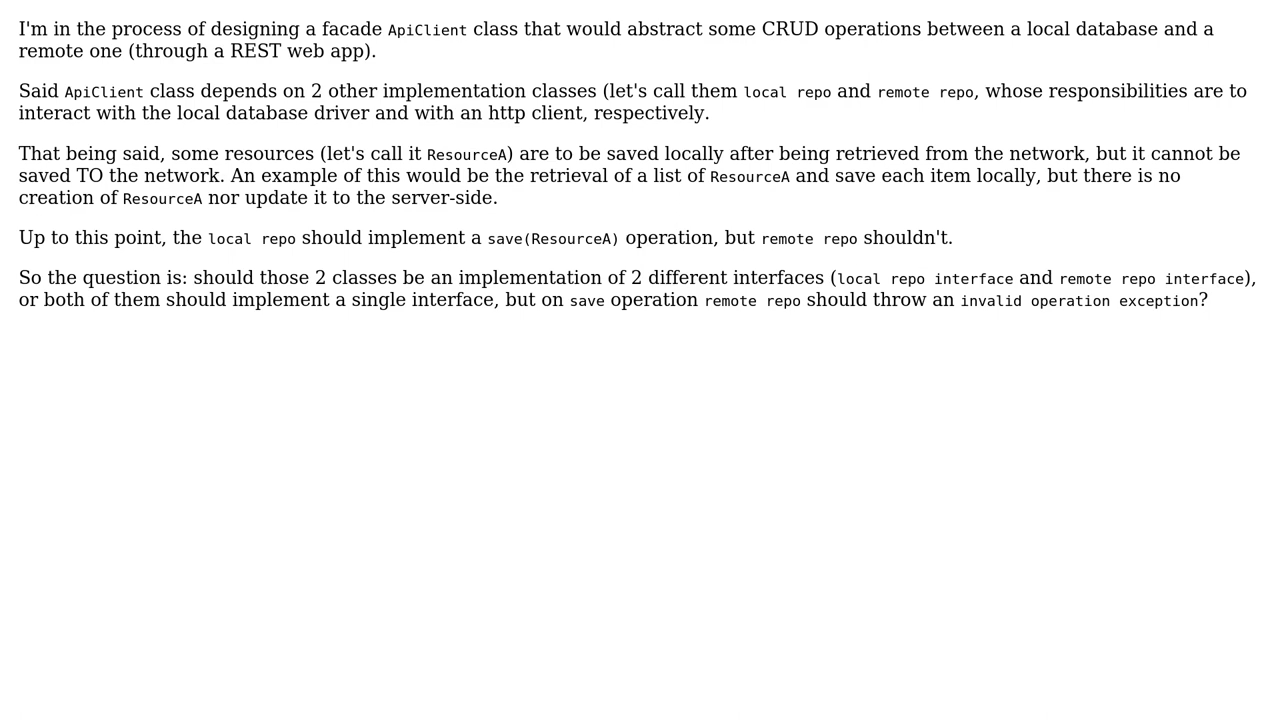 I'm in the process of designing a facade ApiClient class that would abstract some CRUD operations between a local database and a
remote one (through a REST web app).
Said ApiClient class depends on 2 other implementation classes (let's call them local repo and remote repo, whose responsibilities are to
interact with the local database driver and with an http client, respectively.
That being said, some resources (let's call it ResourceA) are to be saved locally after being retrieved from the network, but it cannot be
saved TO the network. An example of this would be the retrieval of a list of ResourceA and save each item locally, but there is no
creation of ResourceA nor update it to the server-side.
Up to this point, the local repo should implement a save(ResourceA) operation, but remote repo shouldn't.
So the question is: should those 2 classes be an implementation of 2 different interfaces (local repo interface and remote repo interface),
or both of them should implement a single interface, but on save operation remote repo should throw an invalid operation exception?